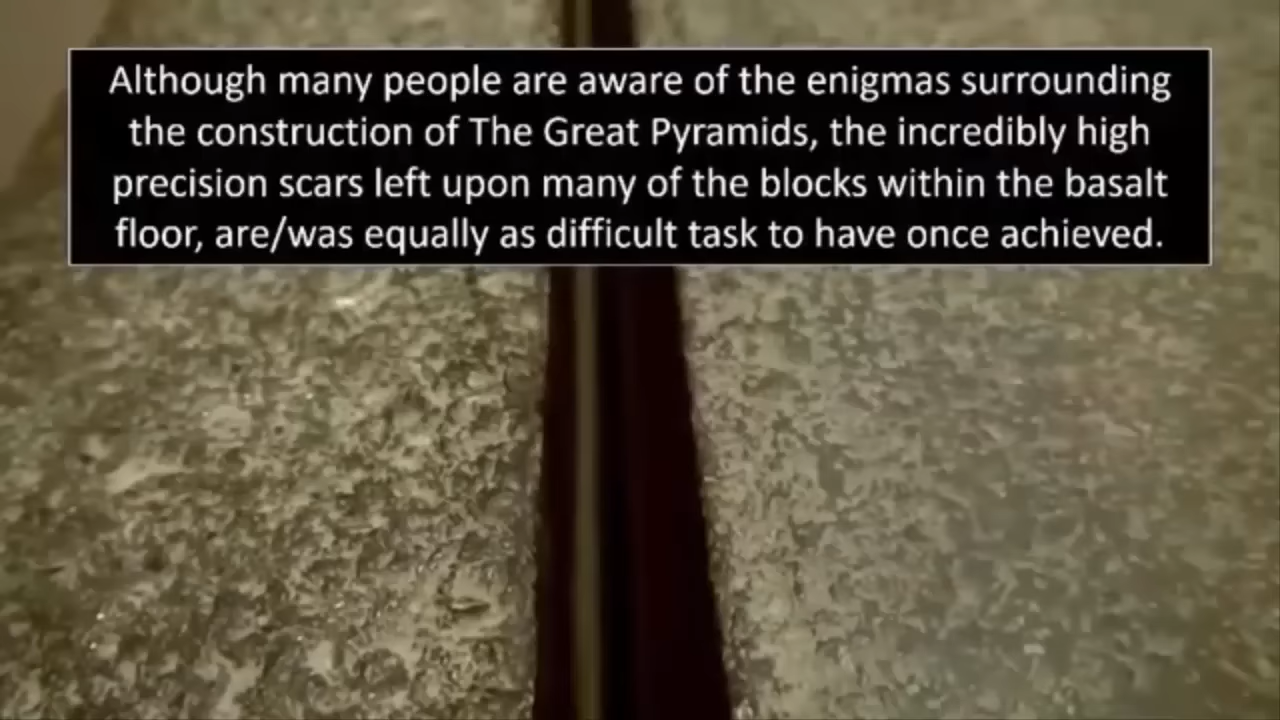 Although many people are aware of the enigmas surrounding
the construction of The Great Pyramids, the incredibly high
precision scars left upon many of the blocks within the basalt
floor, are/was equally as difficult task to have once achieved.